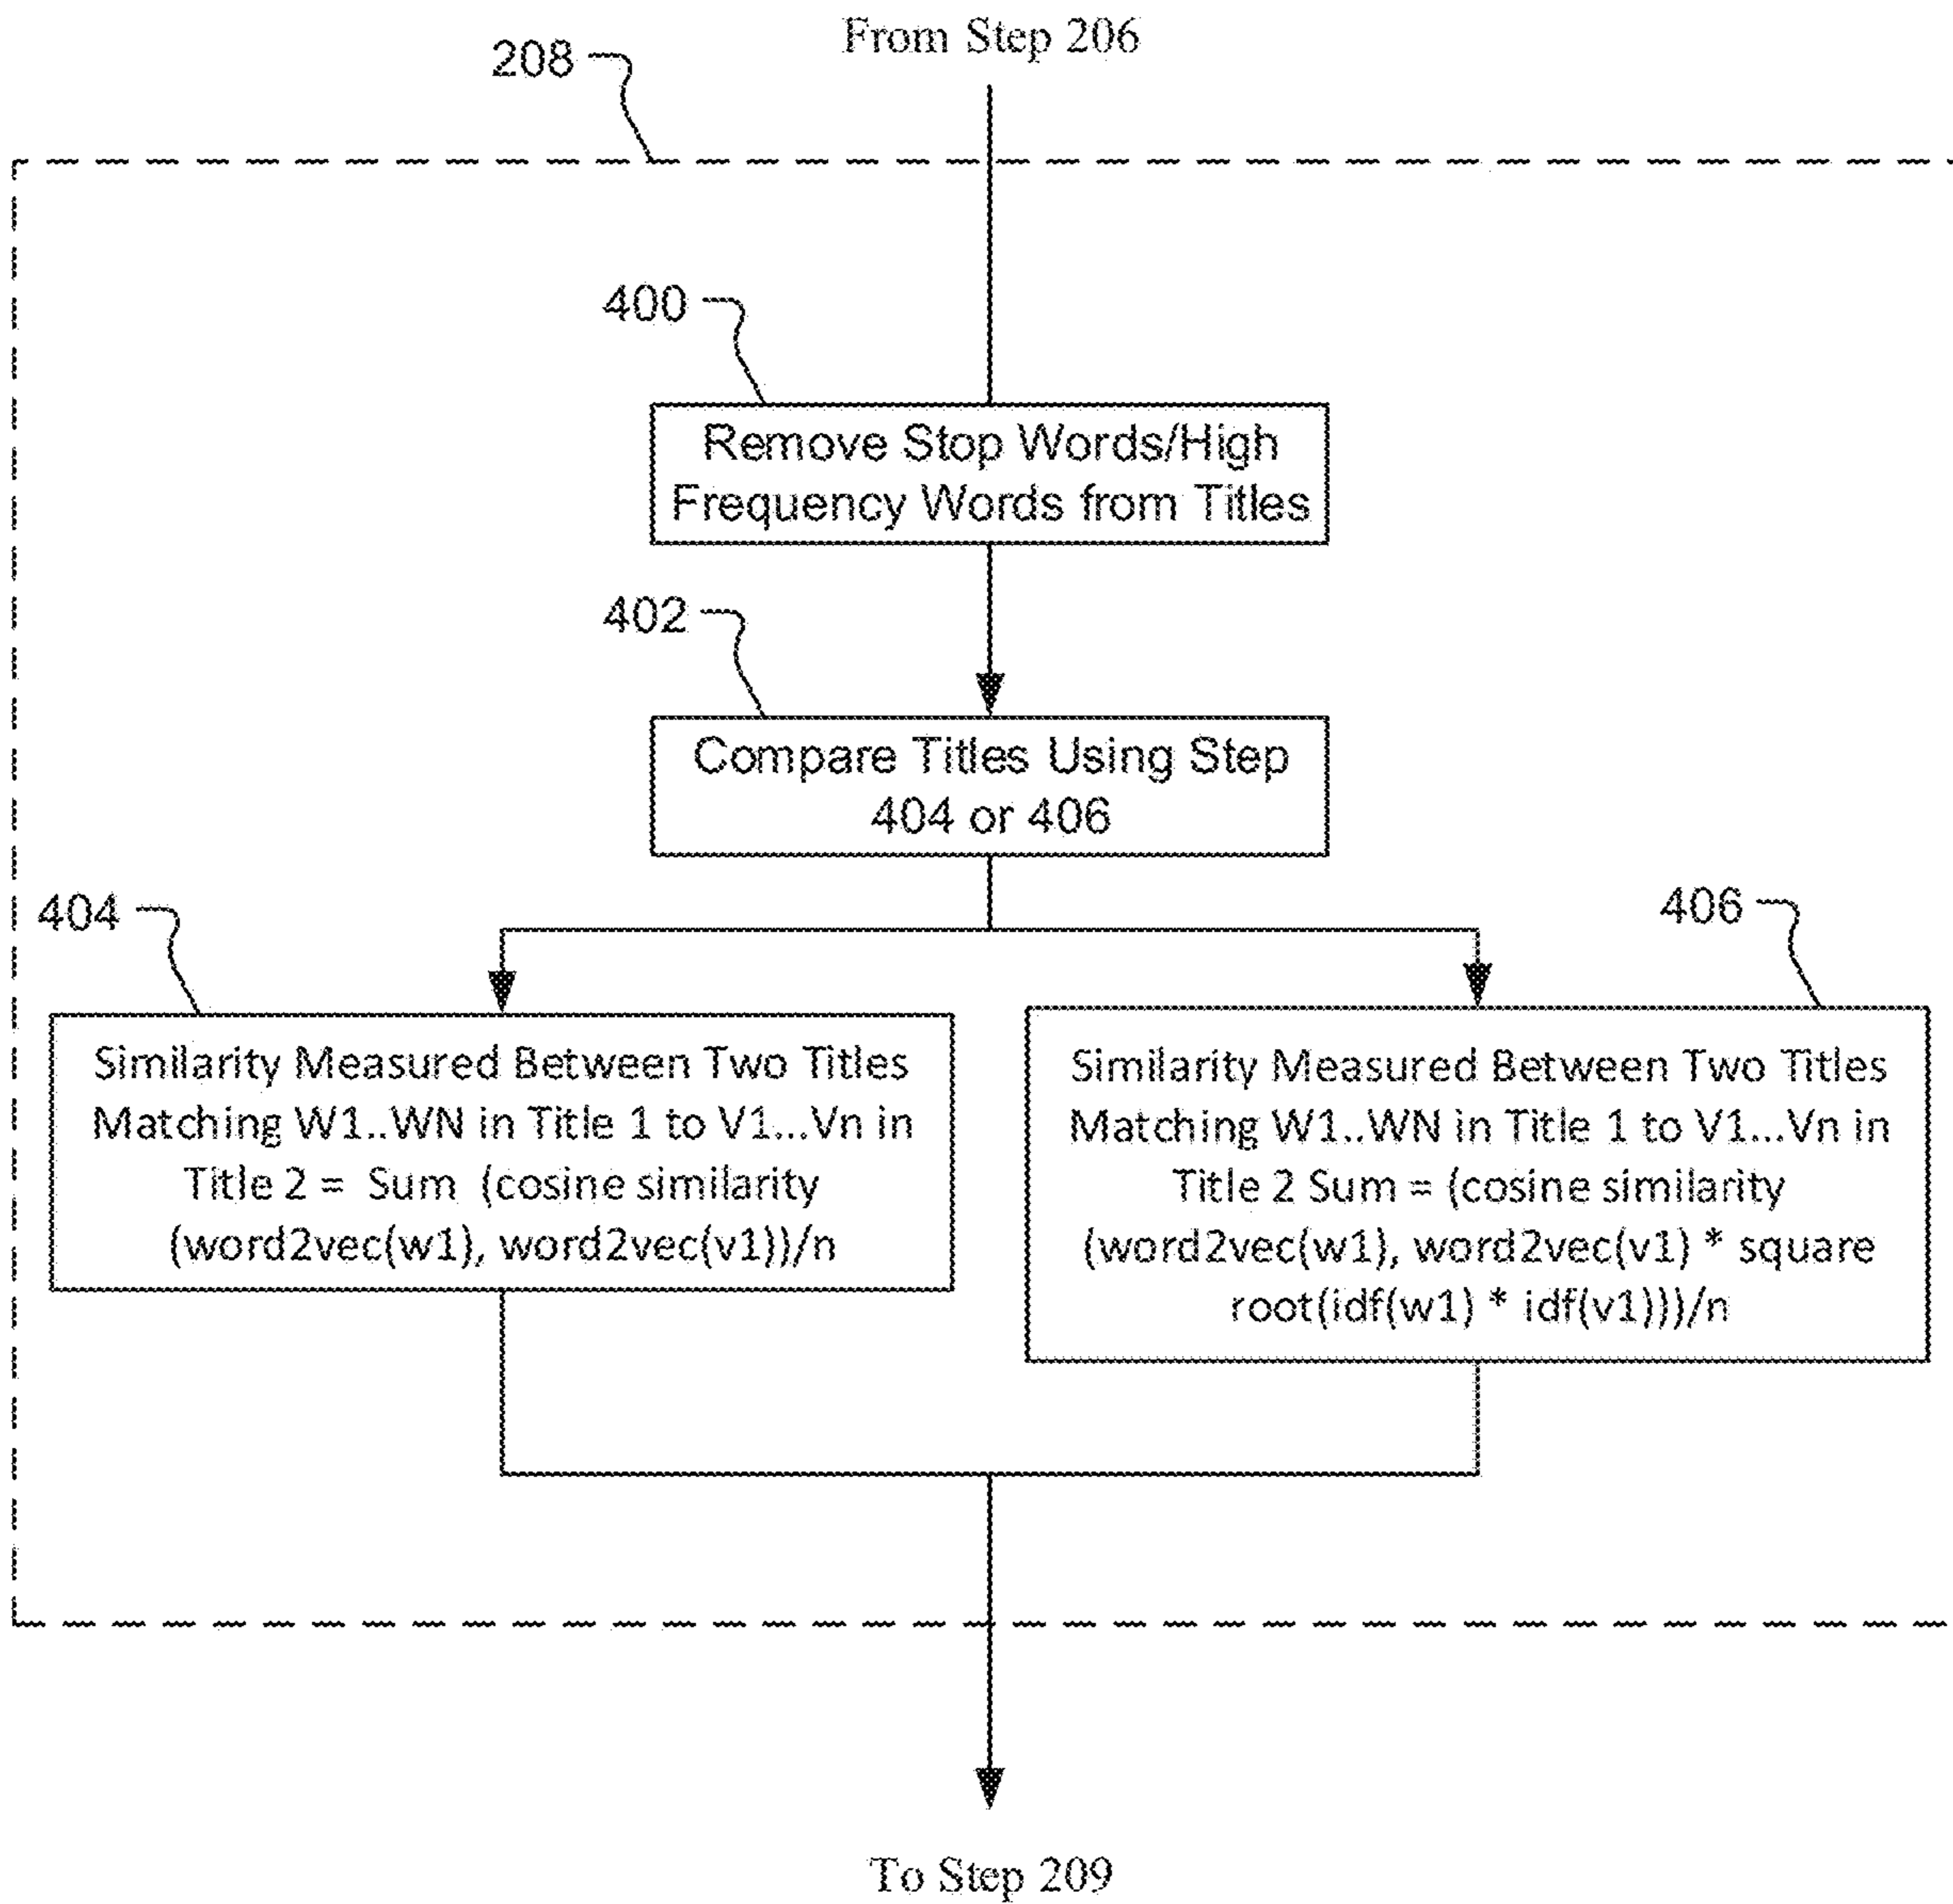 From Step 206
208
400
Remove Stop Words/High
Frequency Words from Titles
402
Compare Titles Using Step
404 or 406
404
406
Similarity Measured Between Two Titles
Matching W1..WN in Title 1 to V1...Vn in
Title 2 = Sum (cosine similarity
(word2vec(w1), word2vec(v1))/n
Similarity Measured Between Two Titles
Matching W1..WN in Title 1 to V1...Vn in
Title 2 Sum = (cosine similarity
(word2vec(w1), word2vec(v1) * square
root(idf(w1) * idf(v1)))/n
To Step 209